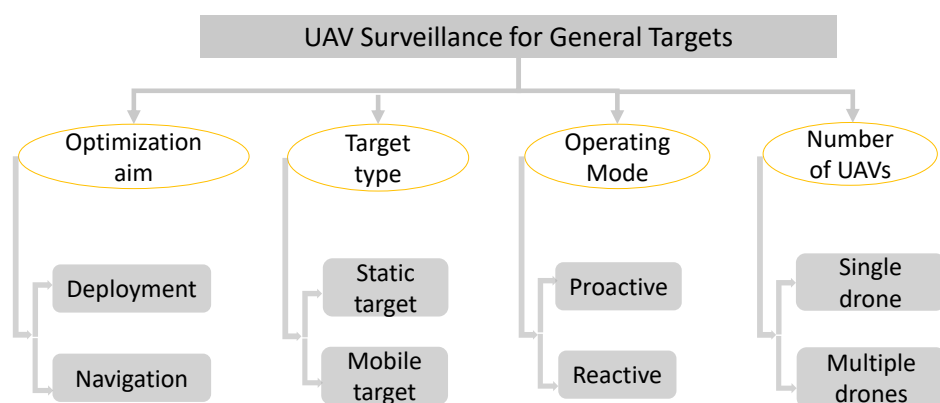 UAV Surveillance for General Targets
Optimization
aim
Target
type
Operating
Mode
Number
of UAVs
Deployment
Navigation
Static
target
Mobile
target
Proactive
Reactive
Single
drone
Multiple
drones